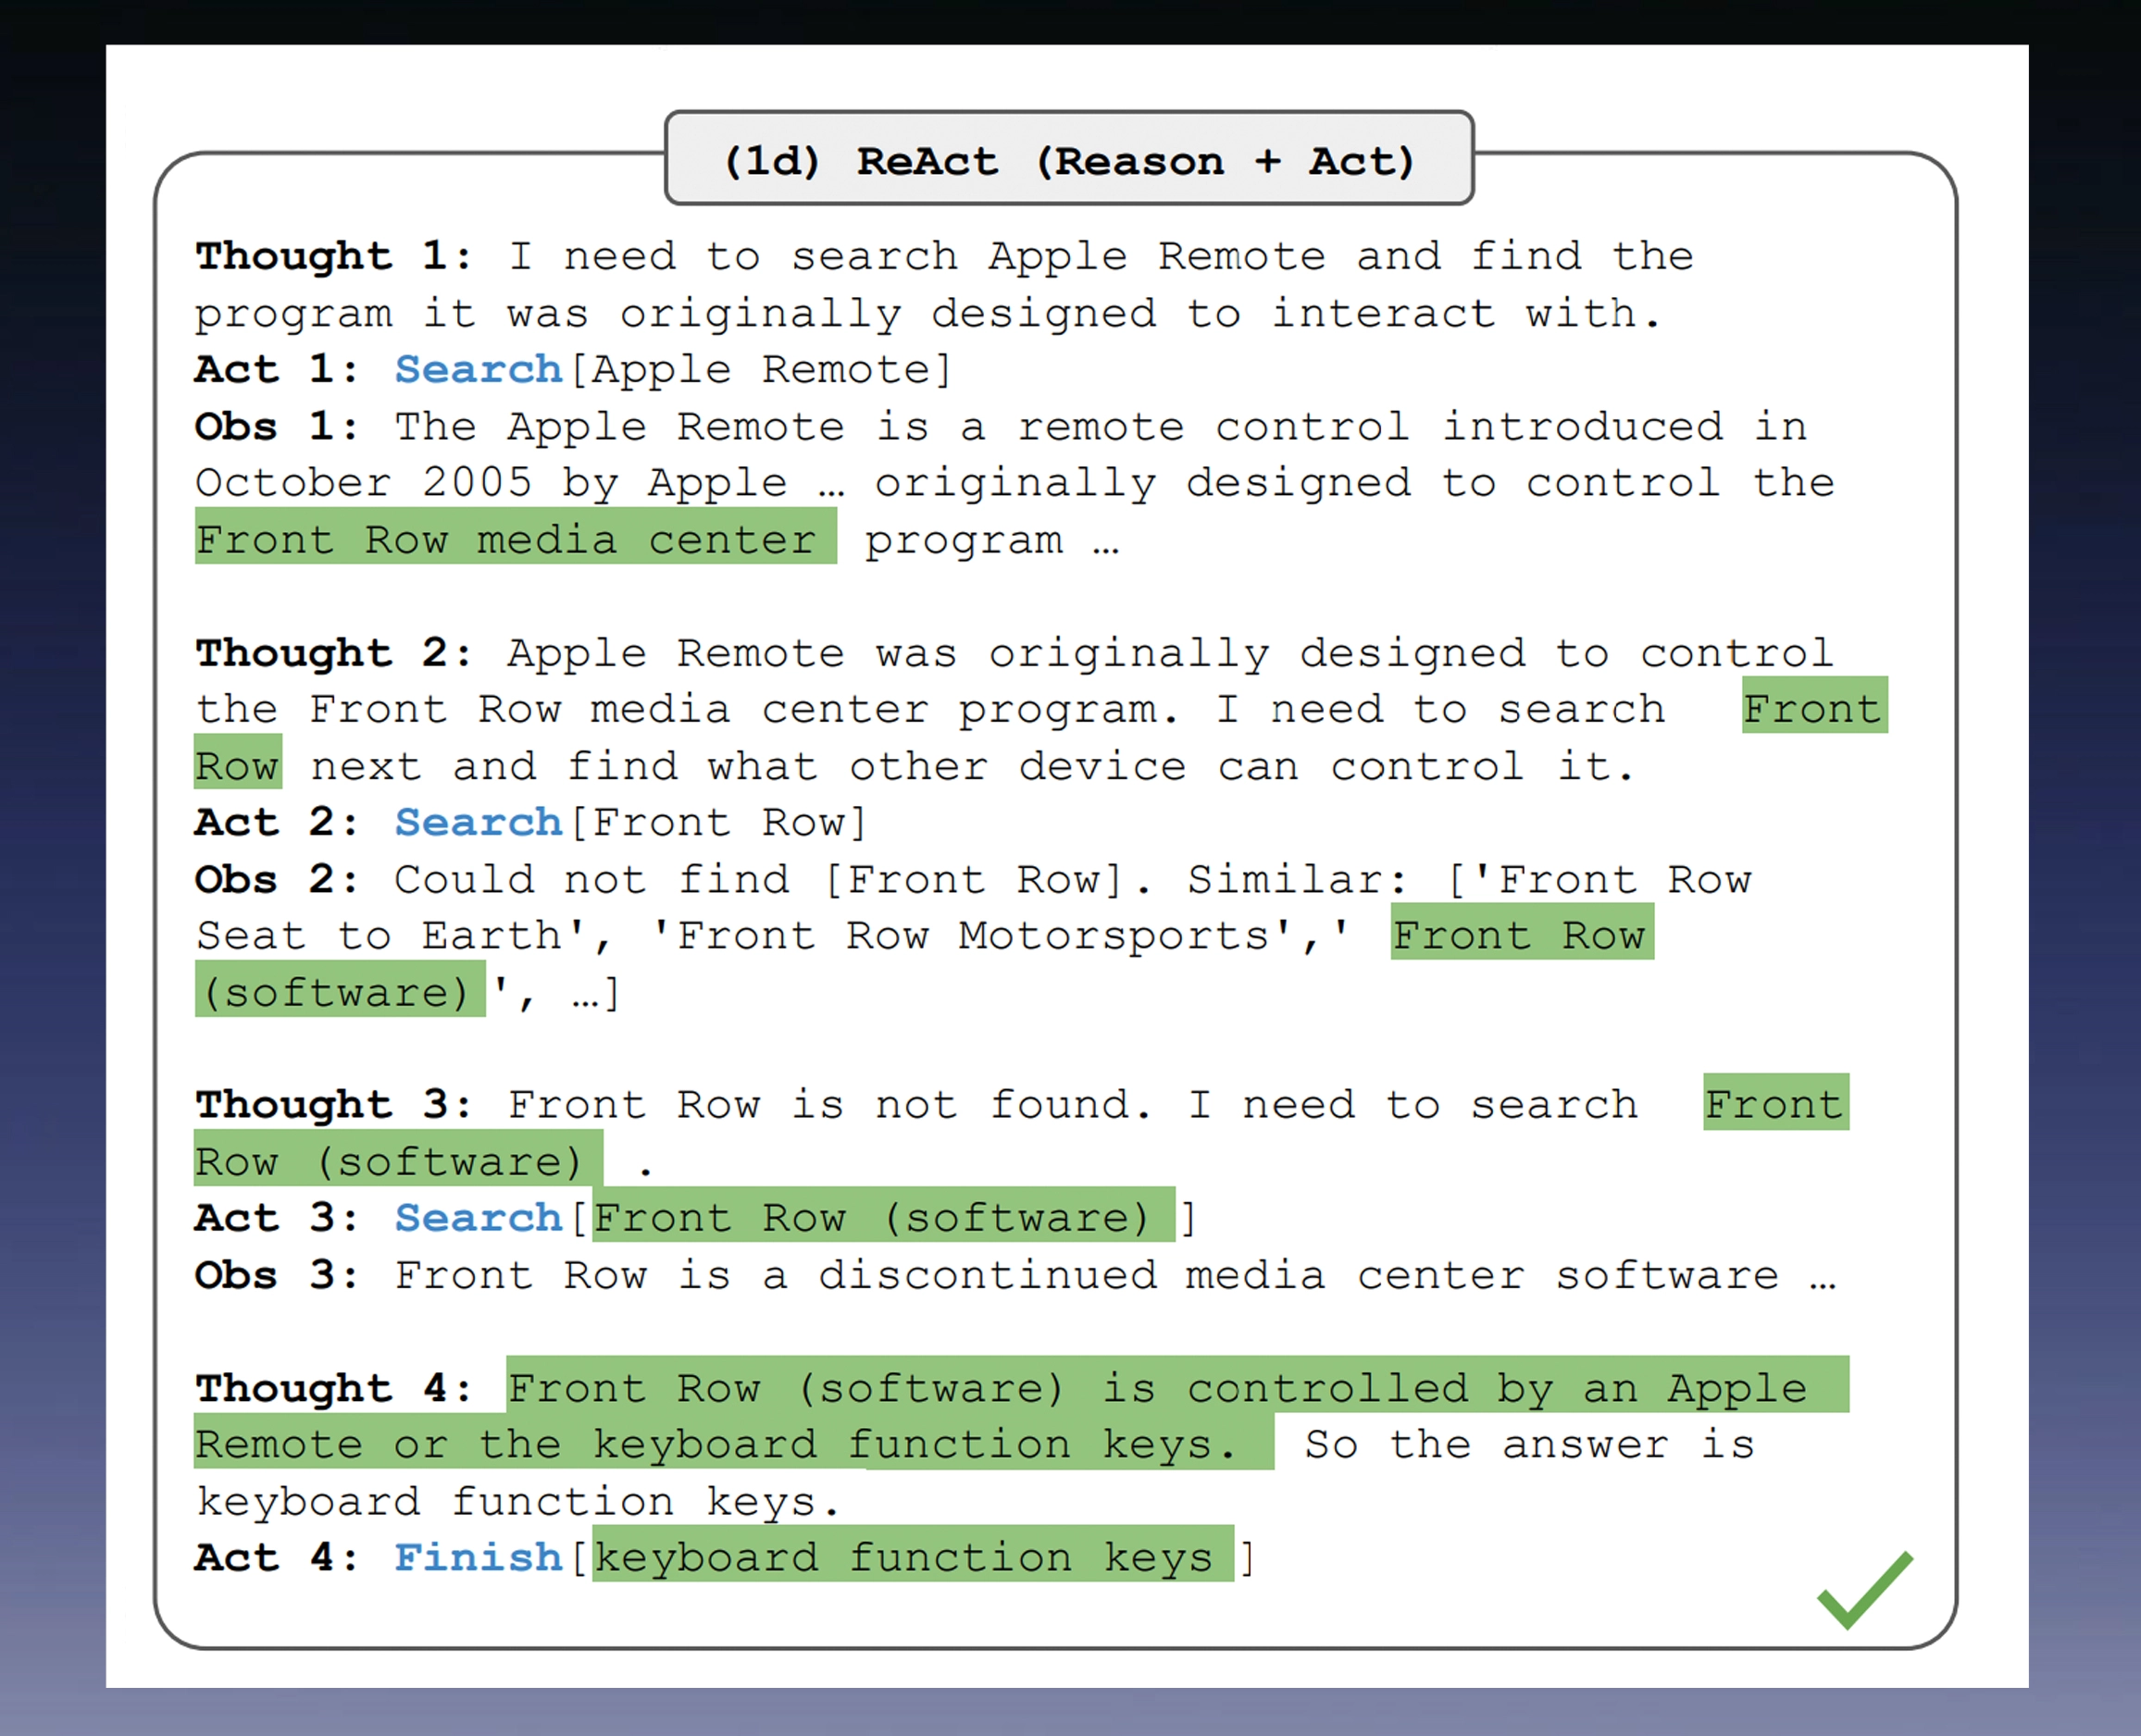 (1d) ReAct (Reason + Act)
Thought 1: I need to search Apple Remote and find the
program it was originally designed to interact with.
Act 1: Search[Apple Remote]
Obs 1: The Apple Remote is a remote control introduced in
October 2005 by Apple … originally designed to control the
Front Row media center program …
Thought 2: Apple Remote was originally designed to control
the Front Row media center program. I need to search Front
Row next and find what other device can control it.
Act 2: Search[Front Row]
Obs 2: Could not find [Front Row]. Similar: ['Front Row
Seat to Earth', 'Front Row Motorsports',' Front Row
(software)', …]
Thought 3: Front Row is not found. I need to search Front
Row (software) .
Act 3: Search[Front Row (software) ]
Obs 3: Front Row is a discontinued media center software …
Thought 4: Front Row (software) is controlled by an Apple
Remote or the keyboard function keys. So the answer is
keyboard function keys.
Act 4: Finish[keyboard function keys ]